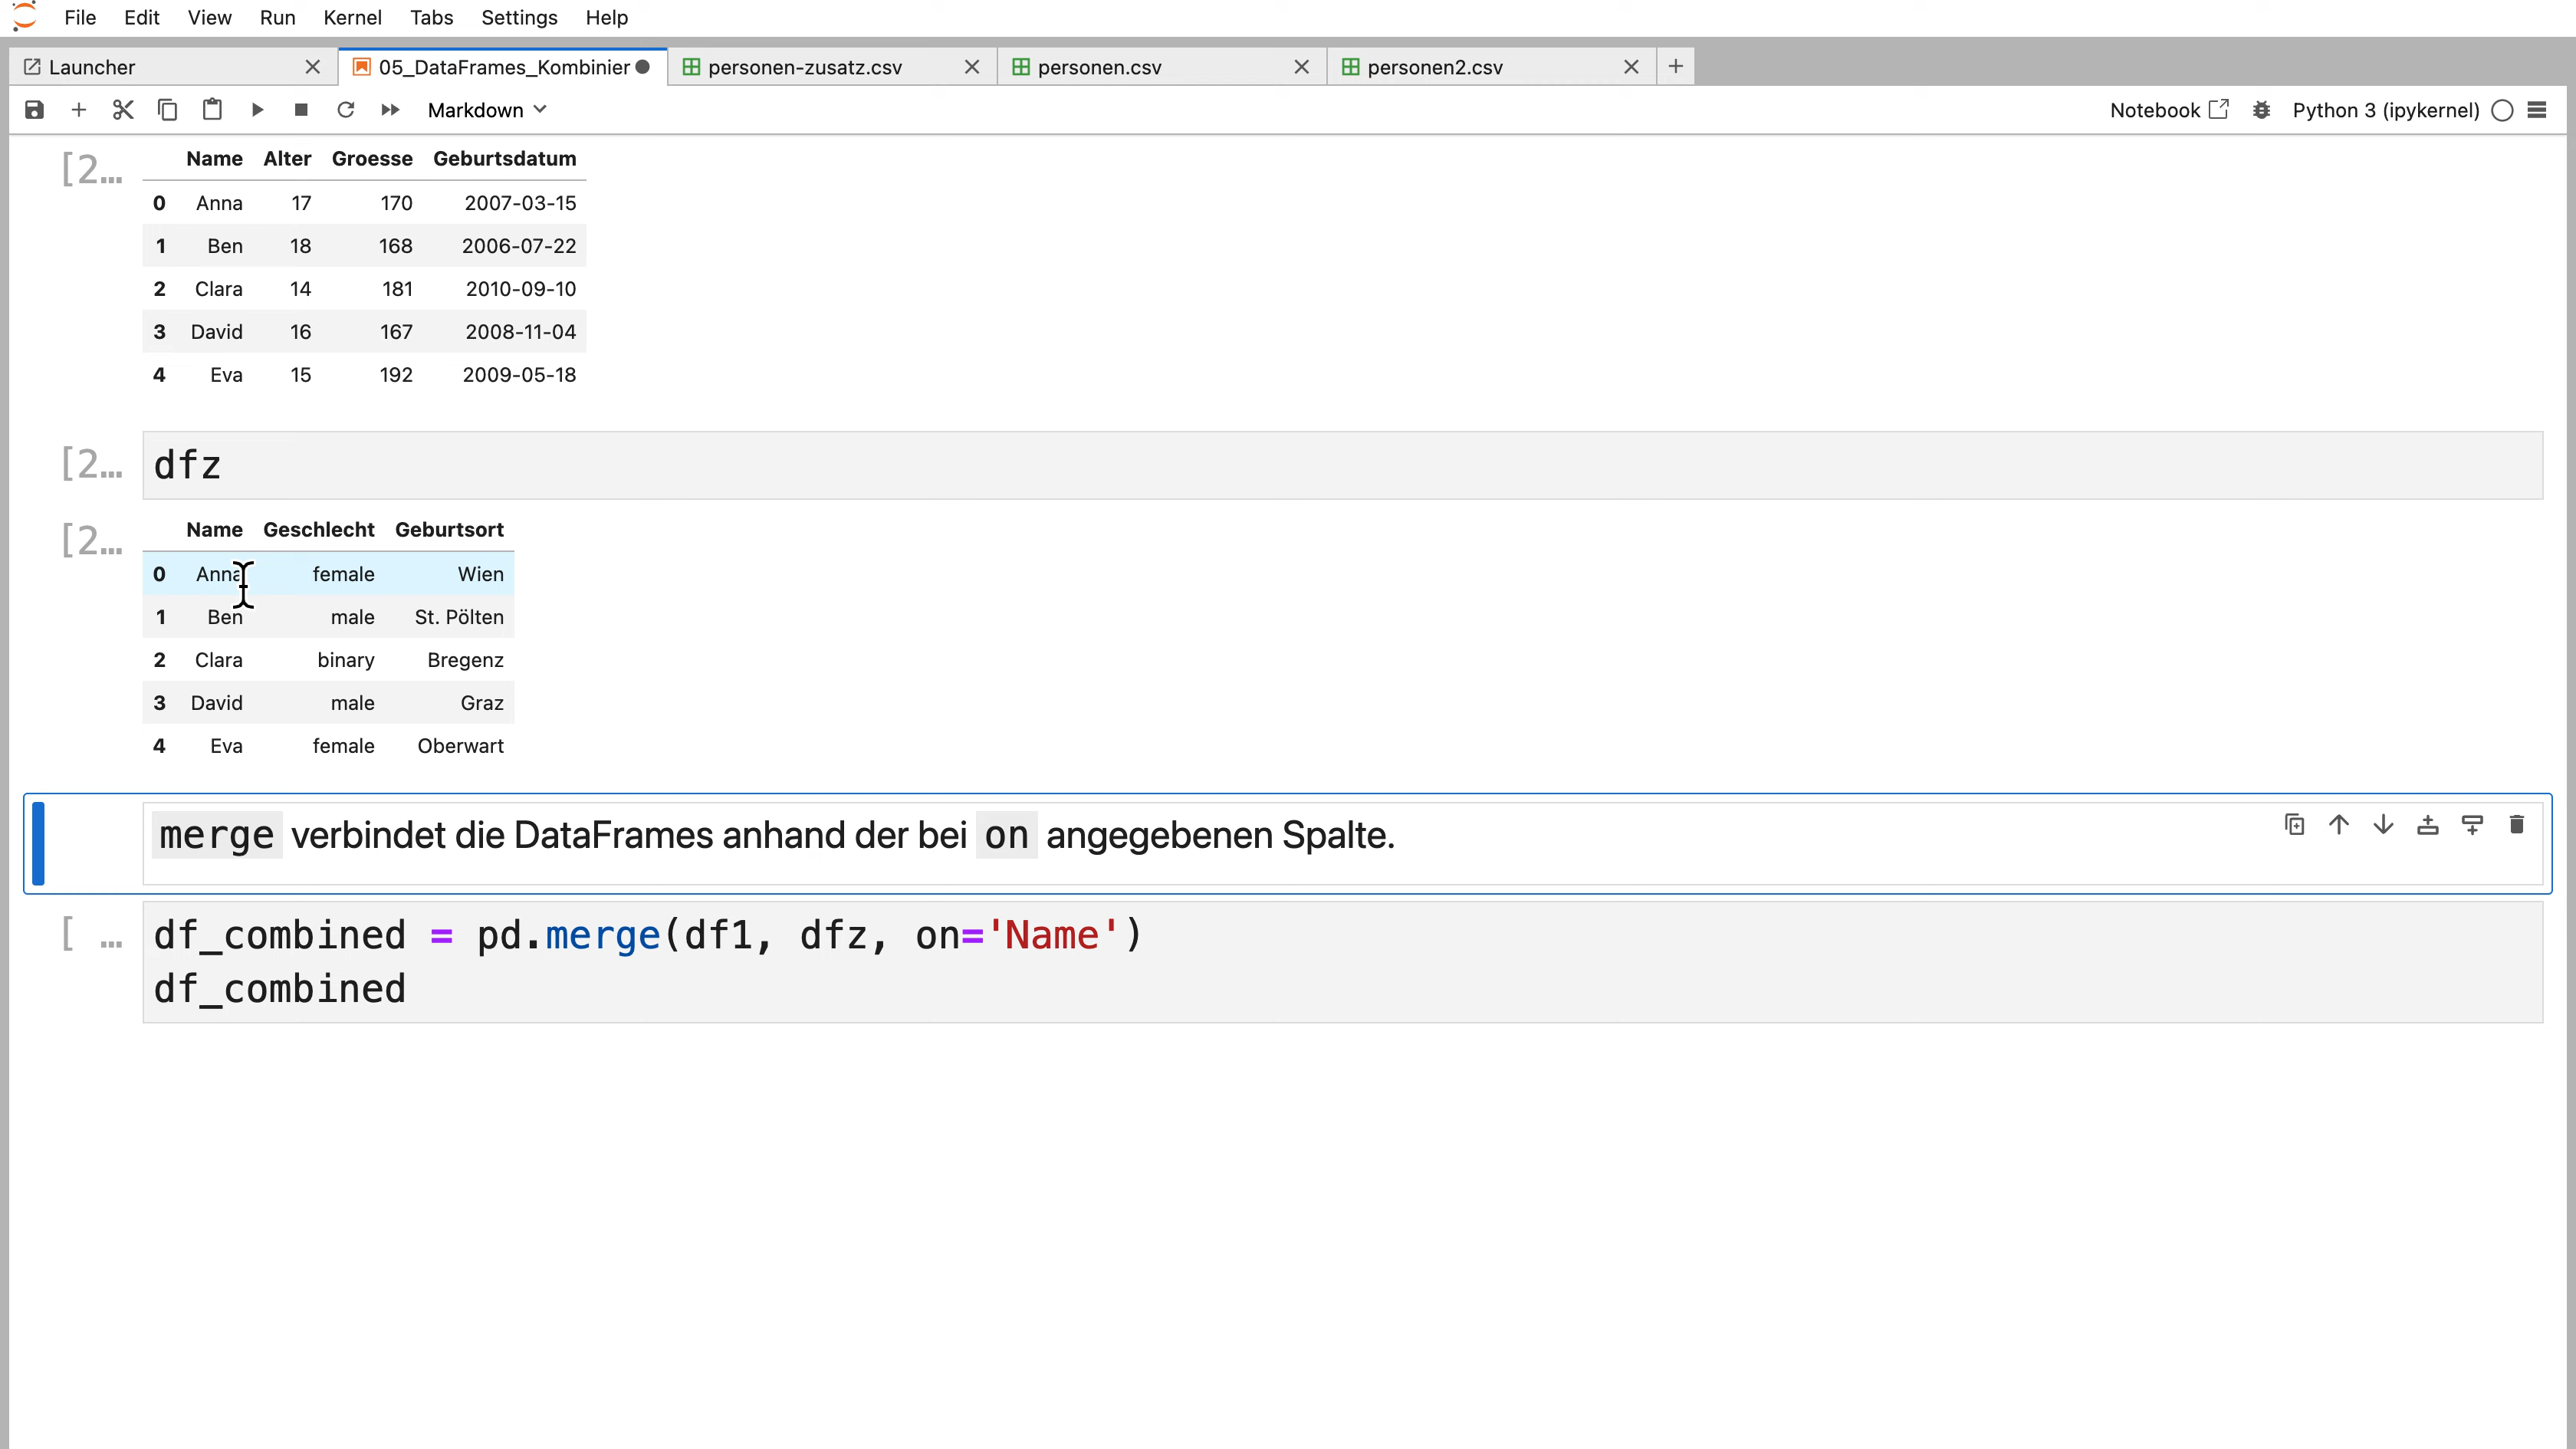 File Edit View Run Kernel Tabs Settings Help
Launcher 05_DataFrames_Kombinier personen-zusatz.csv personen.csv personen2.csv
Markdown Notebook Python 3 (ipykernel)
[2… Name Alter Groesse Geburtsdatum
0 Anna 17 170 2007-03-15
1 Ben 18 168 2006-07-22
2 Clara 14 181 2010-09-10
3 David 16 167 2008-11-04
4 Eva 15 192 2009-05-18
[2… dfz
[2… Name Geschlecht Geburtsort
0 Anna female Wien
1 Ben male St. Pölten
2 Clara binary Bregenz
3 David male Graz
4 Eva female Oberwart
merge verbindet die DataFrames anhand der bei on angegebenen Spalte.
[ … df_combined = pd.merge(df1, dfz, on='Name')
df_combined